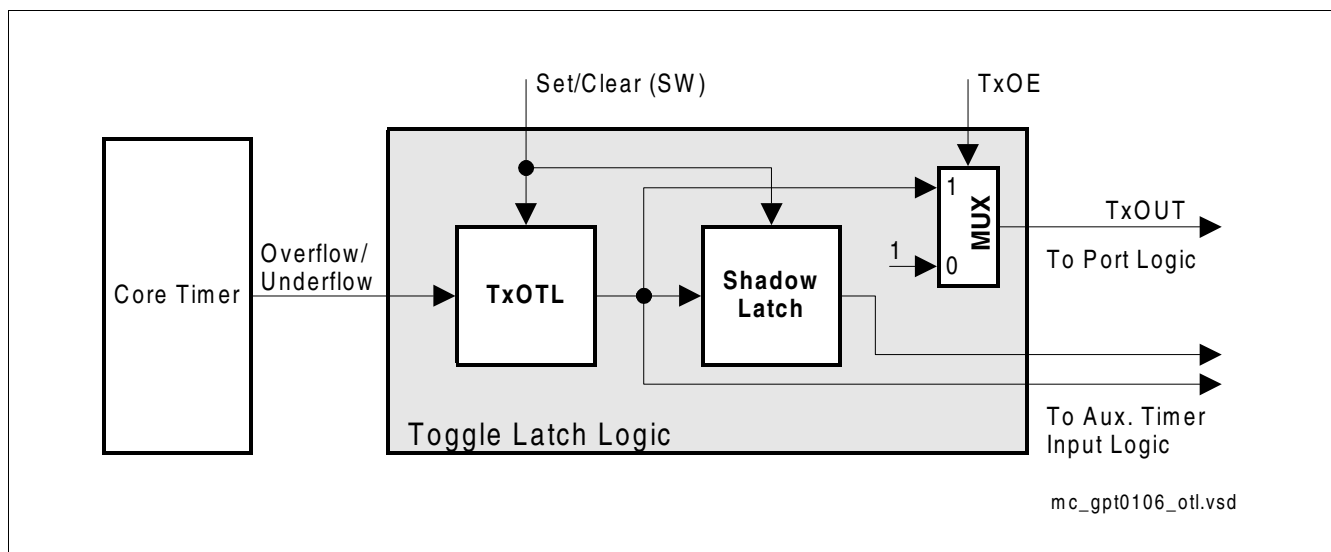 Set/Clear (SW)
TxOE
Core Timer
Overflow/
Underflow
TxOTL
Shadow
Latch
1
1
0
MUX
TxOUT
To Port Logic
Toggle Latch Logic
To Aux. Timer
Input Logic
mc_gpt0106_otl.vsd